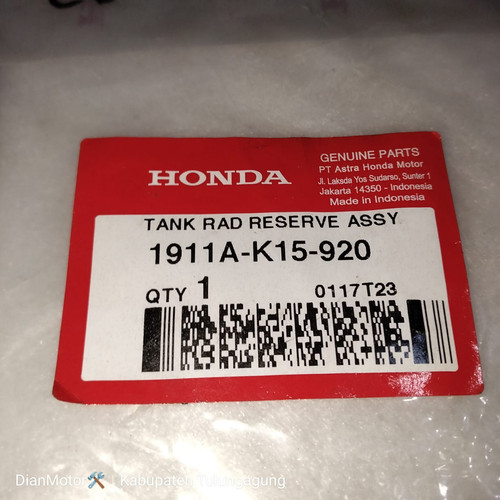 HONDA
GENUINE PARTS
PT Astra Honda Motor
Jl. Laksda Yos Sudarso, Sunter 1
Jakarta 14350 - Indonesia
Made in Indonesia
TANK RAD RESERVE ASSY
1911A-K15-920
QTY 1 0117T23
DianMoto Kabupaten